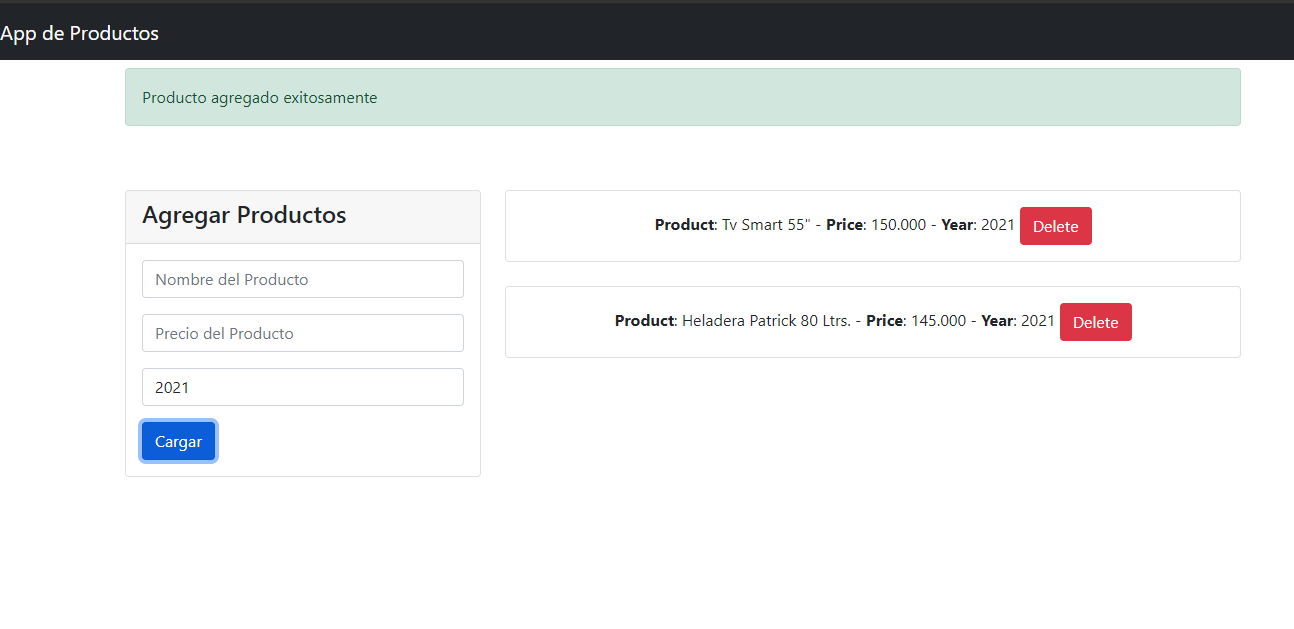 App de Productos
Producto agregado exitosamente
Agregar Productos
Nombre del Producto
Precio del Producto
2021
Cargar
Product: Tv Smart 55" - Price: 150.000 - Year: 2021 Delete
Product: Heladera Patrick 80 Ltrs. - Price: 145.000 - Year: 2021 Delete